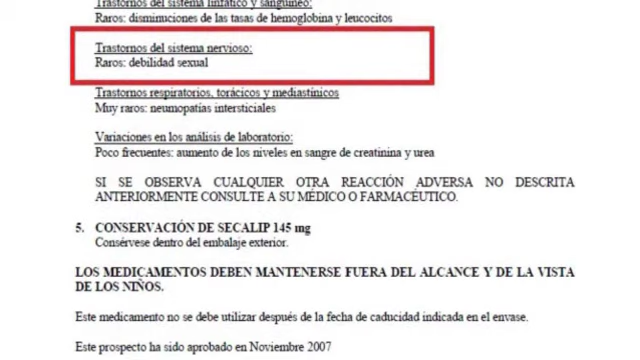 Trastornos del sistema linfático y sanguíneo:
Raros: disminuciones de las tasas de hemoglobina y leucocitos
Trastornos del sistema nervioso:
Raros: debilidad sexual
Trastornos respiratorios, torácicos y mediastínicos
Muy raros: neumopatías intersticiales
Variaciones en los análisis de laboratorio:
Poco frecuentes: aumento de los niveles en sangre de creatinina y urea
SI SE OBSERVA CUALQUIER OTRA REACCIÓN ADVERSA NO DESCRITA
ANTERIORMENTE CONSULTE A SU MÉDICO O FARMACÉUTICO.
5. CONSERVACIÓN DE SECALIP 145 mg
Consérvese dentro del embalaje exterior.
LOS MEDICAMENTOS DEBEN MANTENERSE FUERA DEL ALCANCE Y DE LA VISTA
DE LOS NIÑOS.
Este medicamento no se debe utilizar después de la fecha de caducidad indicada en el envase.
Este prospecto ha sido aprobado en Noviembre 2007